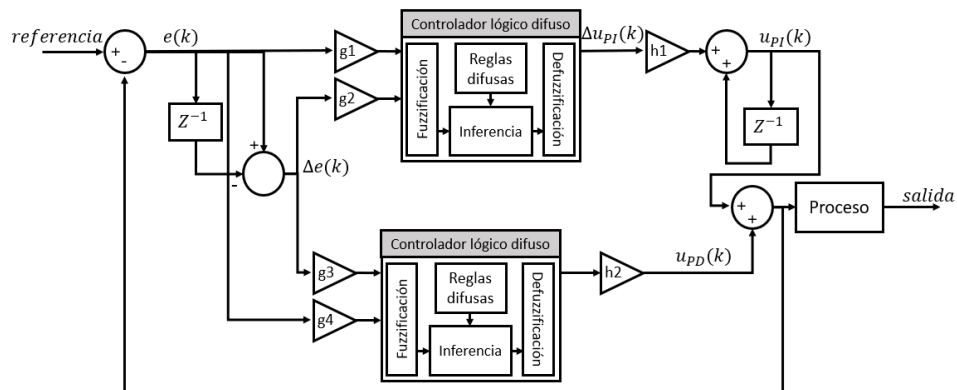 referencia
+
-
e(k)
Z⁻¹
+
-
Δe(k)
g1
g2
Controlador lógico difuso
Fuzzificación
Reglas
difusas
Inferencia
Defuzzificación
Δu_PI(k)
h1
+
+
u_PI(k)
Z⁻¹
g3
g4
Controlador lógico difuso
Fuzzificación
Reglas
difusas
Inferencia
Defuzzificación
h2
u_PD(k)
+
+
Proceso
salida